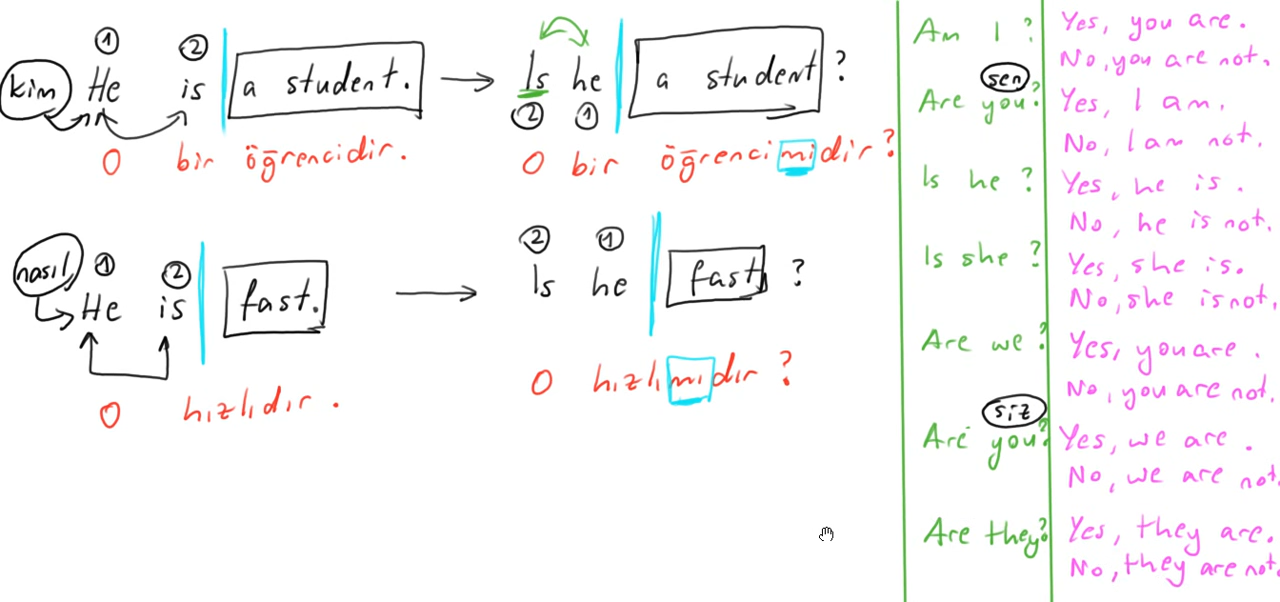 ① ②
kim He is a student. → Is he a student ?
② ①
O bir öğrencidir. O bir öğrenci midir ?
② ①
nasıl ① ②
He is fast. → Is he fast ?
O hızlıdır . O hızlı mıdır ?
Am I ? Yes, you are .
No, you are not.
sen
Are you? Yes, I am.
No, I am not.
Is he ? Yes, he is .
No, he is not.
Is she ? Yes, she is.
No, she is not.
Are we ? Yes, you are .
No, you are not.
siz
Are you? Yes, we are .
No, we are not.
Are they? Yes, they are.
No, they are not.